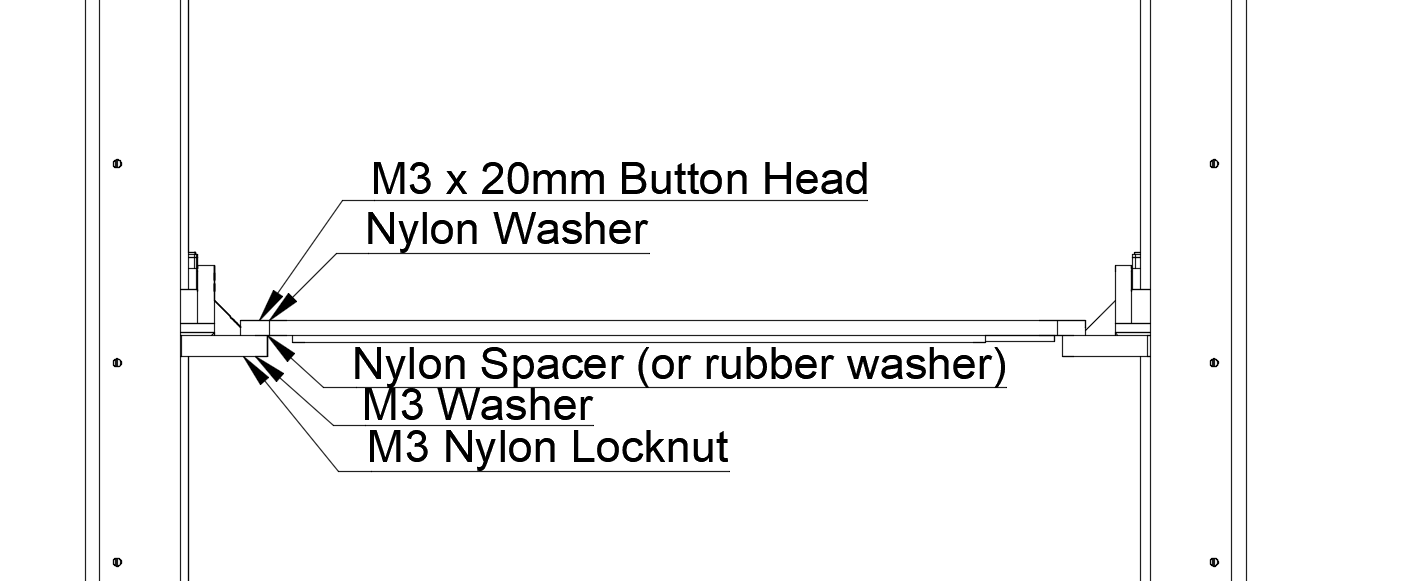 M3 x 20mm Button Head
Nylon Washer
Nylon Spacer (or rubber washer)
M3 Washer
M3 Nylon Locknut